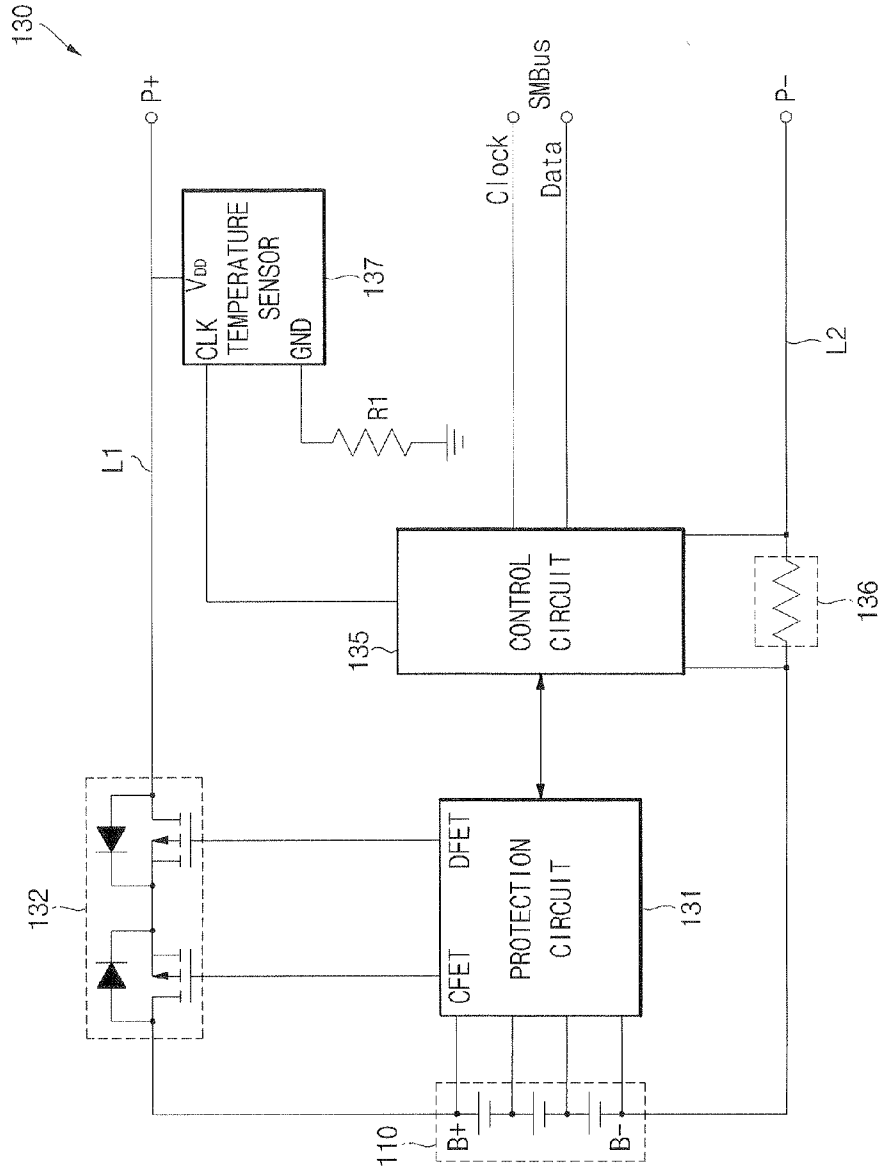 130
P+
L1
132
VDD
CLK
TEMPERATURE
SENSOR
GND
137
R1
Clock
SMBus
Data
CFET
DFET
PROTECTION
CIRCUIT
131
135
CONTROL
CIRCUIT
110
B+
B-
136
L2
P-